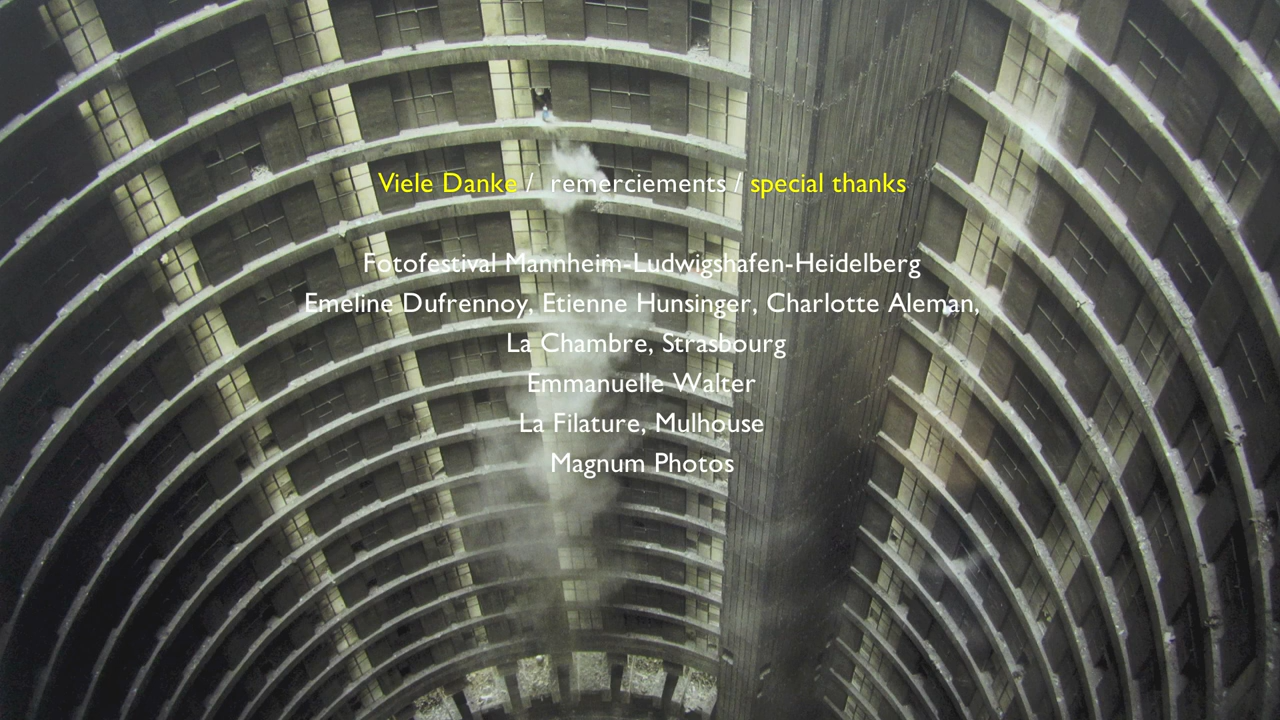 Viele Danke / remerciements / special thanks
Fotofestival Mannheim-Ludwigshafen-Heidelberg
Emeline Dufrennoy, Etienne Hunsinger, Charlotte Aleman,
La Chambre, Strasbourg
Emmanuelle Walter
La Filature, Mulhouse
Magnum Photos